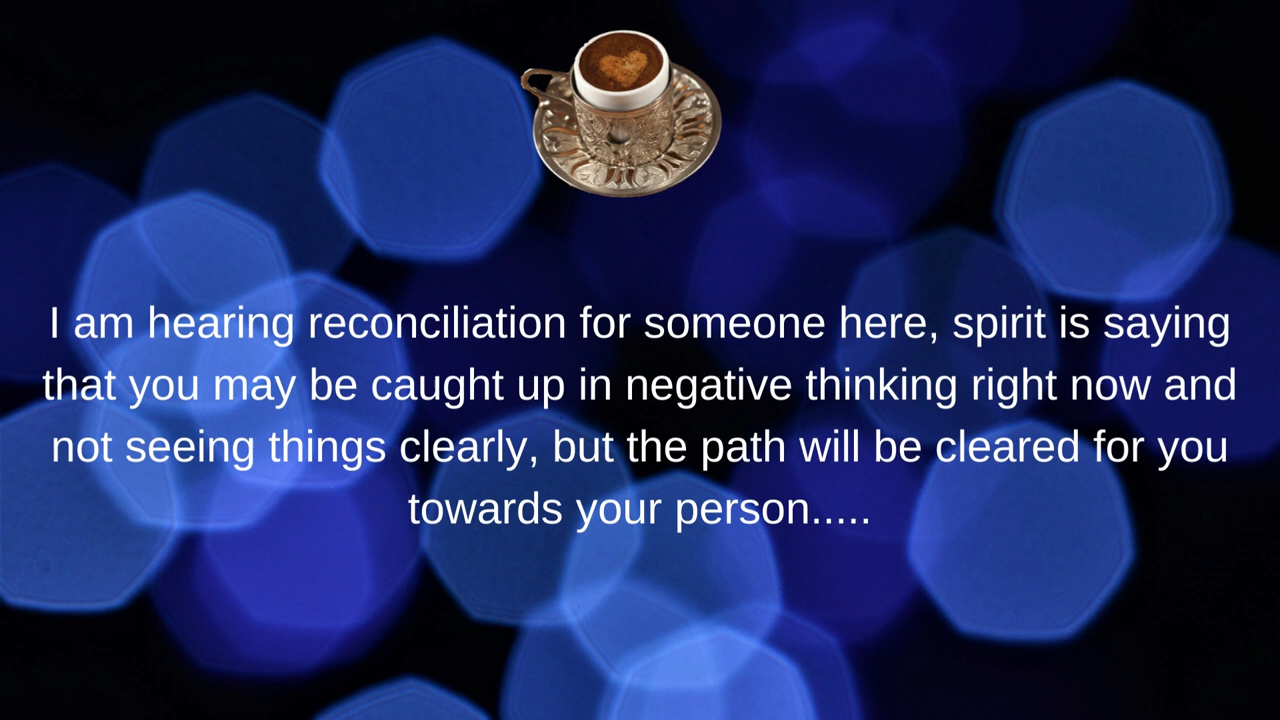 I am hearing reconciliation for someone here, spirit is saying
that you may be caught up in negative thinking right now and
not seeing things clearly, but the path will be cleared for you
towards your person.....